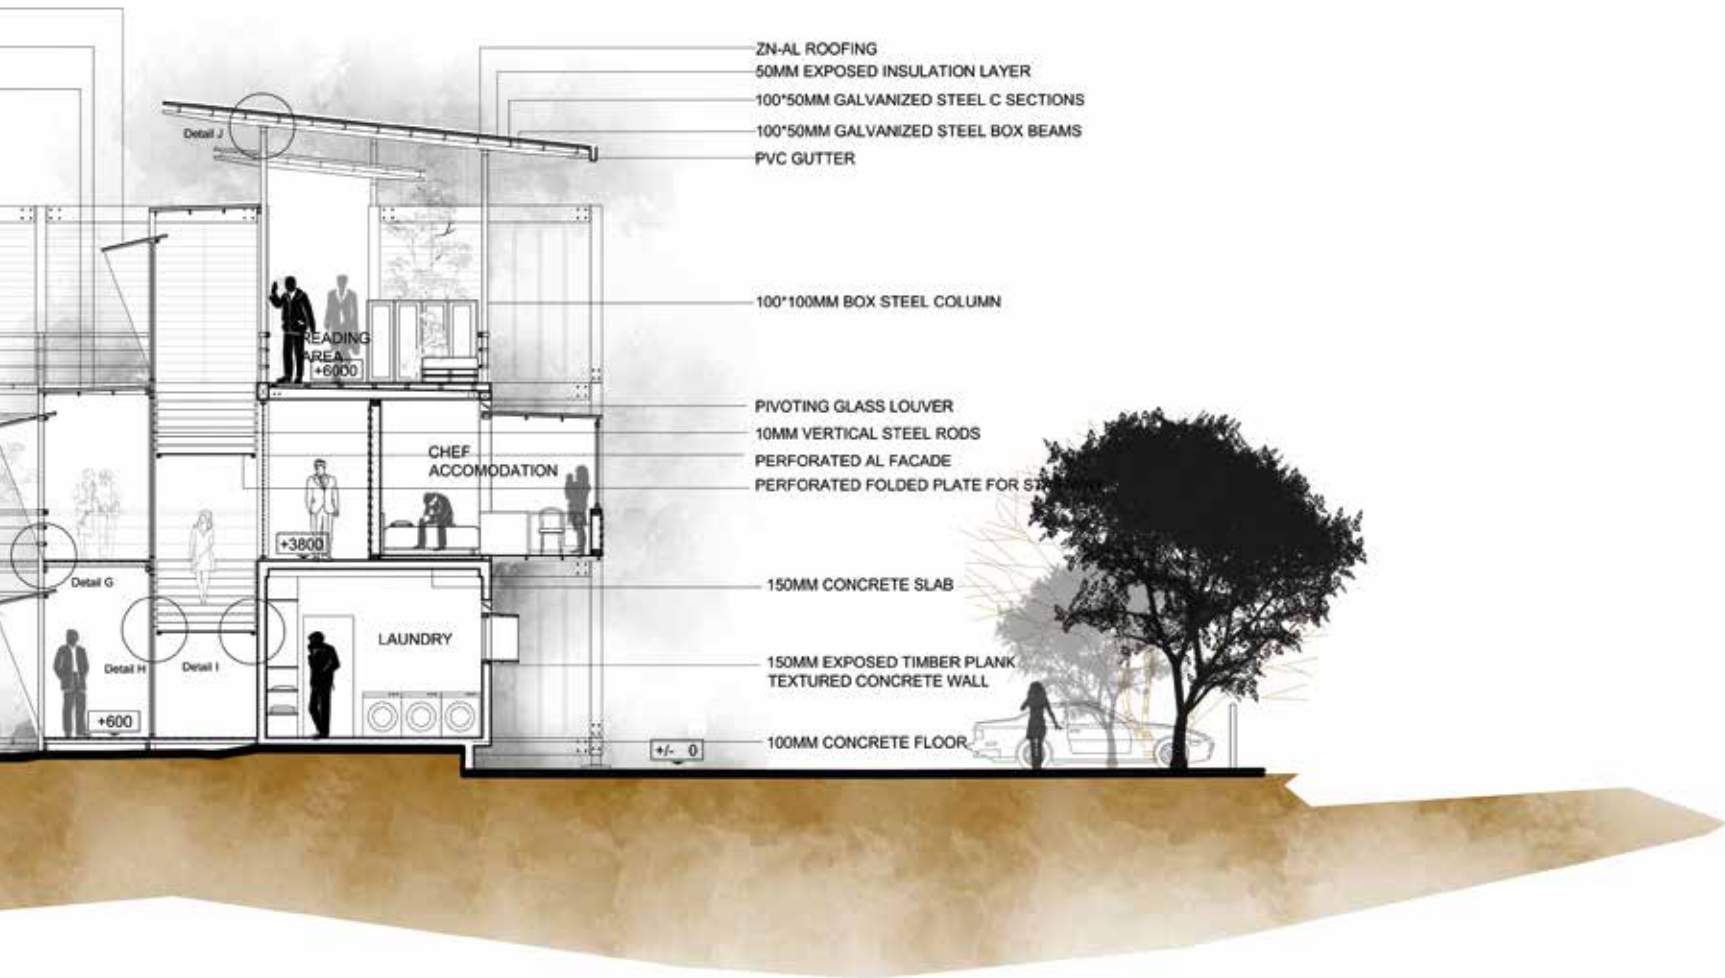 ZN-AL ROOFING
50MM EXPOSED INSULATION LAYER
100*50MM GALVANIZED STEEL C SECTIONS
100*50MM GALVANIZED STEEL BOX BEAMS
PVC GUTTER
Detail J
100*100MM BOX STEEL COLUMN
READING
AREA
+6000
PIVOTING GLASS LOUVER
10MM VERTICAL STEEL RODS
PERFORATED AL FACADE
PERFORATED FOLDED PLATE FOR
CHEF
ACCOMODATION
+3800
Detail G
150MM CONCRETE SLAB
LAUNDRY
Detail H
Detail I
150MM EXPOSED TIMBER PLANK
TEXTURED CONCRETE WALL
+600
+/- 0
100MM CONCRETE FLOOR